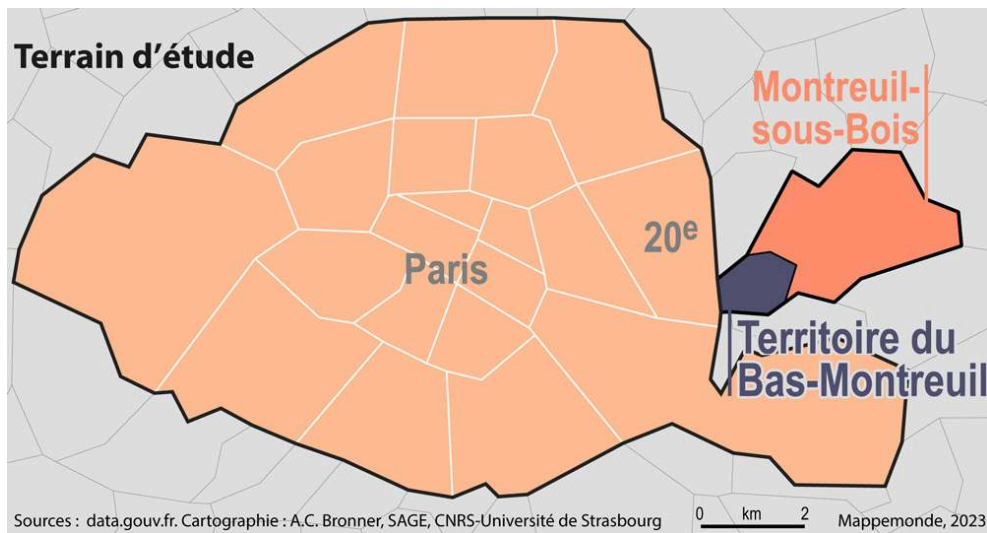 Terrain d’étude
Montreuil-
sous-Bois
20e
Paris
Territoire du
Bas-Montreuil
Sources : data.gouv.fr. Cartographie : A.C. Bronner, SAGE, CNRS-Université de Strasbourg
0 km 2
Mappemonde, 2023